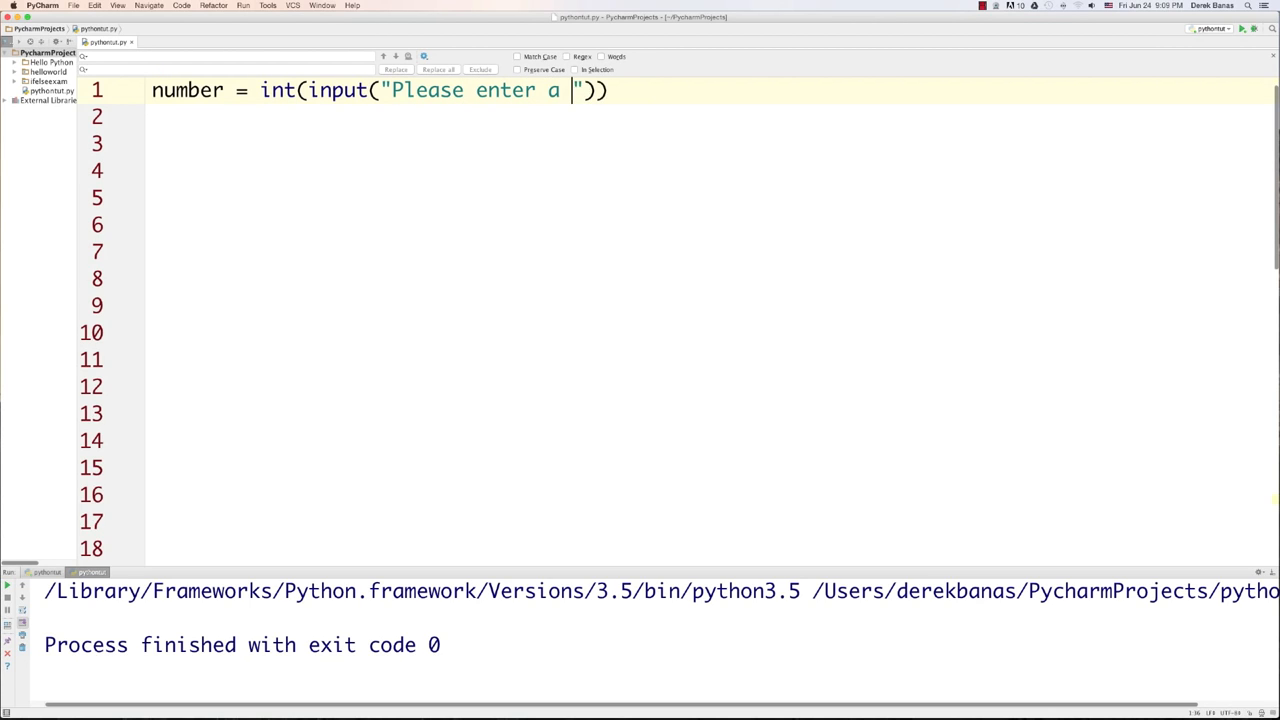 PyCharm File Edit View Navigate Code Refactor Run Tools VCS Window Help 10 Fri Jun 24 9:09 PM Derek Banas
pythontut.py - PycharmProjects - [~/PycharmProjects]
PycharmProjects pythontut.py pythontut
pythontut.py
PycharmProject
Hello Python
helloworld
ifelseexam
pythontut.py
External Librarie
Match Case Regex Words
Replace Replace all Exclude Preserve Case In Selection
1 number = int(input("Please enter a "))
2
3
4
5
6
7
8
9
10
11
12
13
14
15
16
17
18
Run: pythontut pythontut
/Library/Frameworks/Python.framework/Versions/3.5/bin/python3.5 /Users/derekbanas/PycharmProjects/pytho
Process finished with exit code 0
1:36 LF÷ UTF-8÷